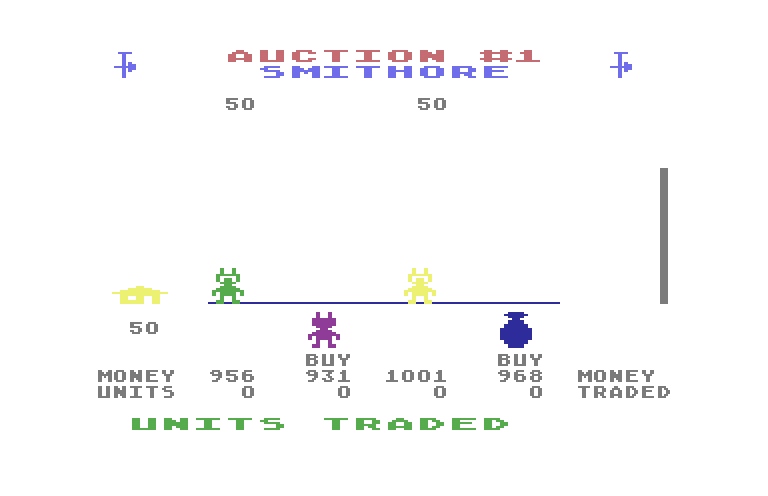 AUCTION #1
SMITHORE
50 50
50
BUY BUY
MONEY 956 931 1001 968 MONEY
UNITS 0 0 0 0 TRADED
UNITS TRADED